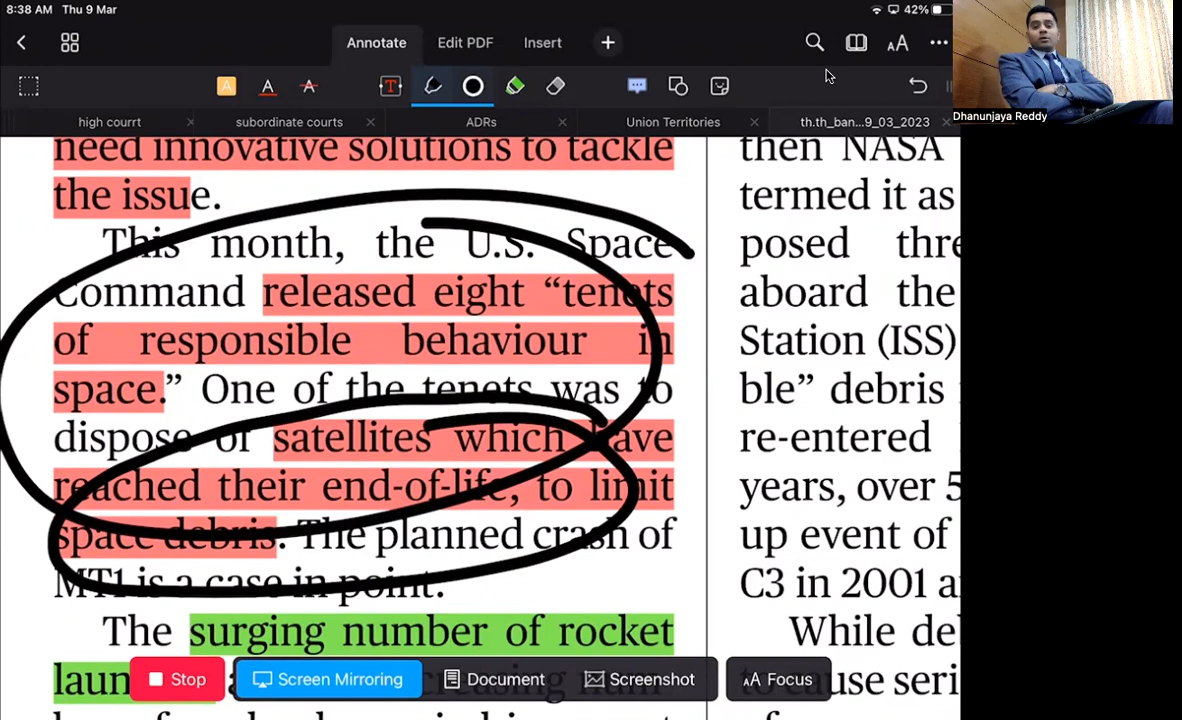 8:38 AM Thu 9 Mar
42%
Annotate Edit PDF Insert
Dhanunjaya Reddy
high courrt subordinate courts ADRs Union Territories th.th_ban...9_03_2023
need innovative solutions to tackle
the issue.
This month, the U.S. Space
Command released eight “tenets
of responsible behaviour in
space.” One of the tenets was to
dispose of satellites which have
reached their end-of-life, to limit
space debris. The planned crash of
MT1 is a case in point.
The surging number of rocket
laun
then NASA
termed it as
posed thre
aboard the
Station (ISS)
ble” debris
re-entered
years, over 5
up event of
C3 in 2001 a
While de
to cause seri
Stop Screen Mirroring Document Screenshot AA Focus